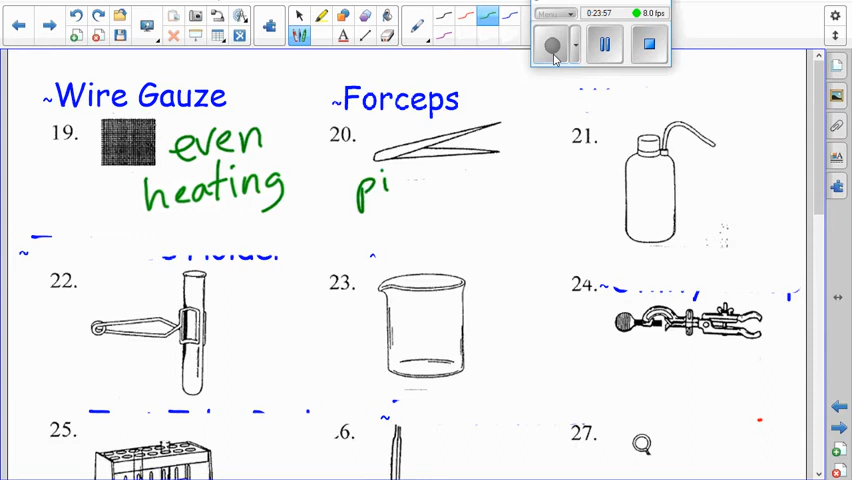 Menu
0:23:57
8.0 fps
~Wire Gauze
~Forceps
19.
even
heating
20.
pi
21.
22.
23.
24.
25.
27.